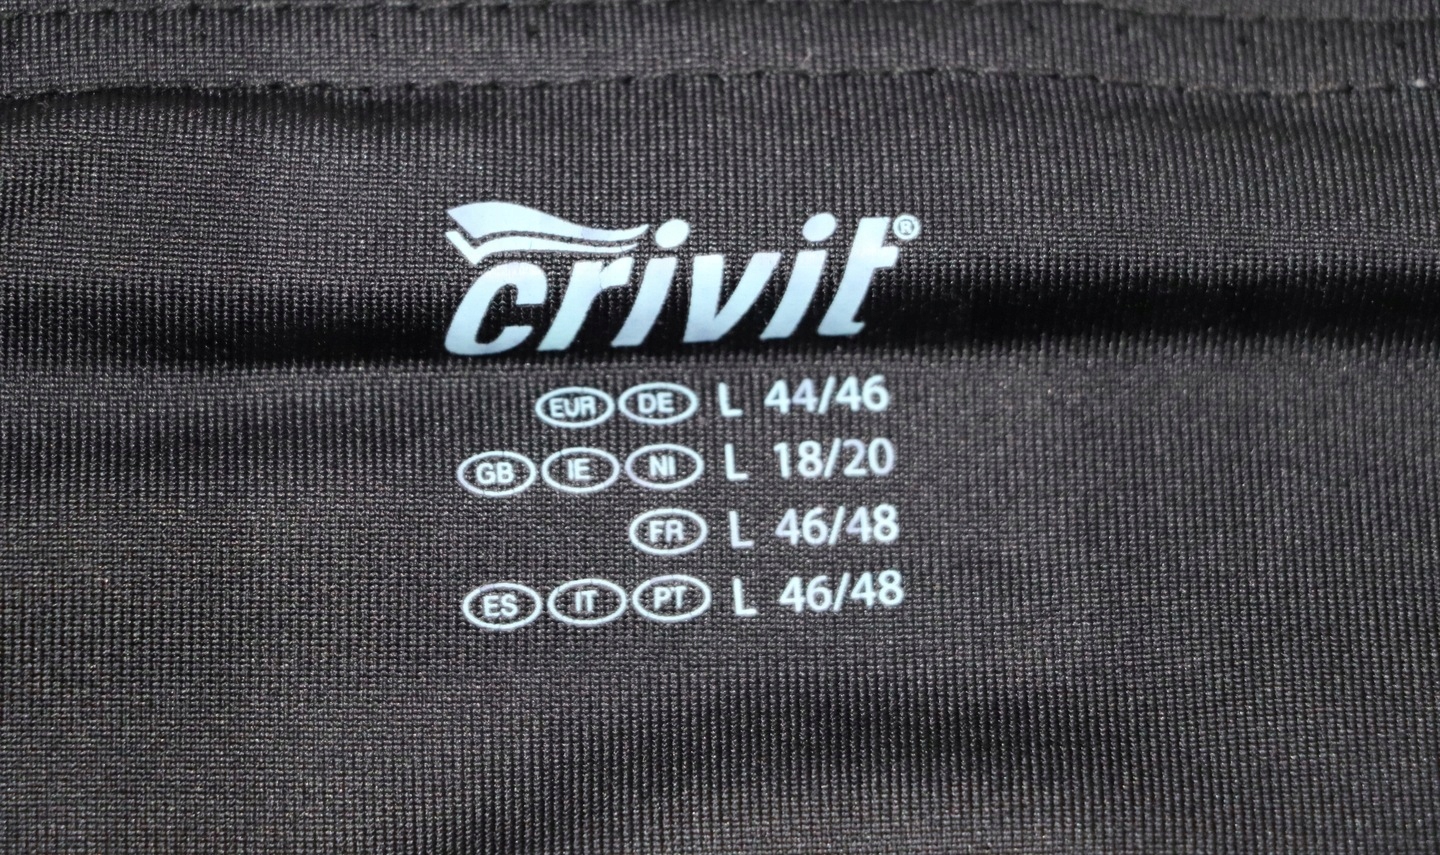 crivit®
EUR DE L 44/46
GB IE NI L 18/20
FR L 46/48
ES IT PT L 46/48